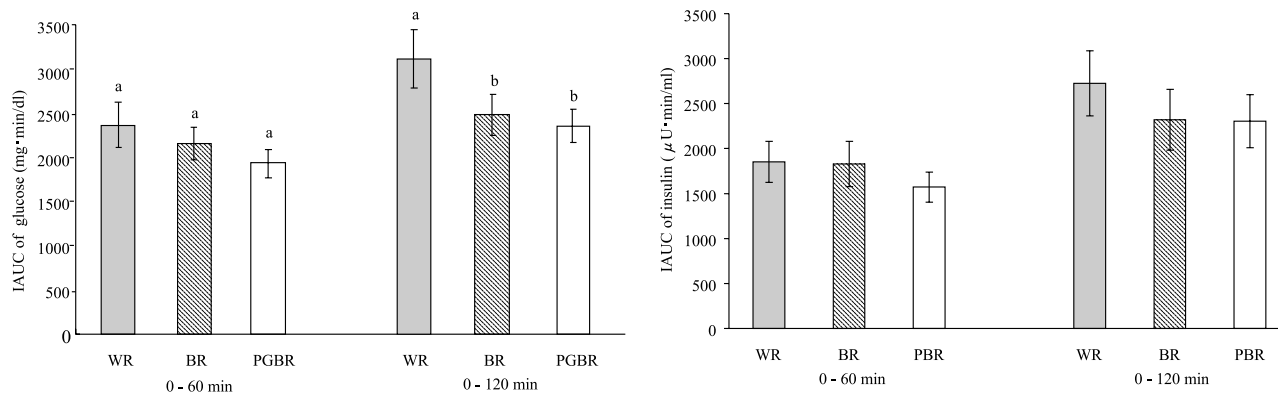 IAUC of glucose (mg·min/dl)
3500
3000
2500
2000
1500
1000
500
0
a
a
a
a
b
b
WR BR PGBR WR BR PGBR
0 - 60 min 0 - 120 min
IAUC of insulin ( μU·min/ml)
3500
3000
2500
2000
1500
1000
500
0
WR BR PBR WR BR PBR
0 - 60 min 0 - 120 min